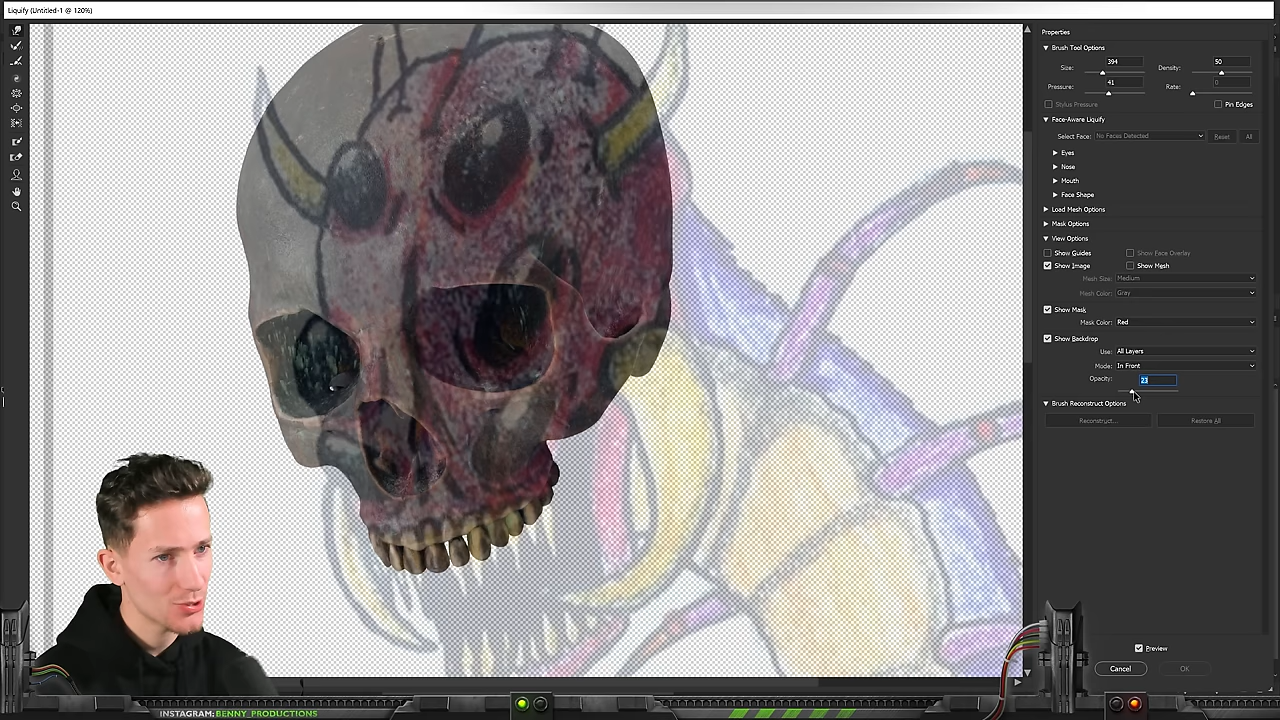 Liquify (Untitled-1 @ 120%)
Properties
Brush Tool Options
Size: 394 Density: 50
Pressure: 41 Rate: 0
Stylus Pressure Pin Edges
Face-Aware Liquify
Select Face: No Faces Detected Reset All
Eyes
Nose
Mouth
Face Shape
Load Mesh Options
Mask Options
View Options
Show Guides Show Face Overlay
Show Image Show Mesh
Mesh Size: Medium
Mesh Color: Gray
Show Mask
Mask Color: Red
Show Backdrop
Use: All Layers
Mode: In Front
Opacity: 23
Brush Reconstruct Options
Reconstruct... Restore All
Preview
Cancel OK
INSTAGRAM:BENNY_PRODUCTIONS